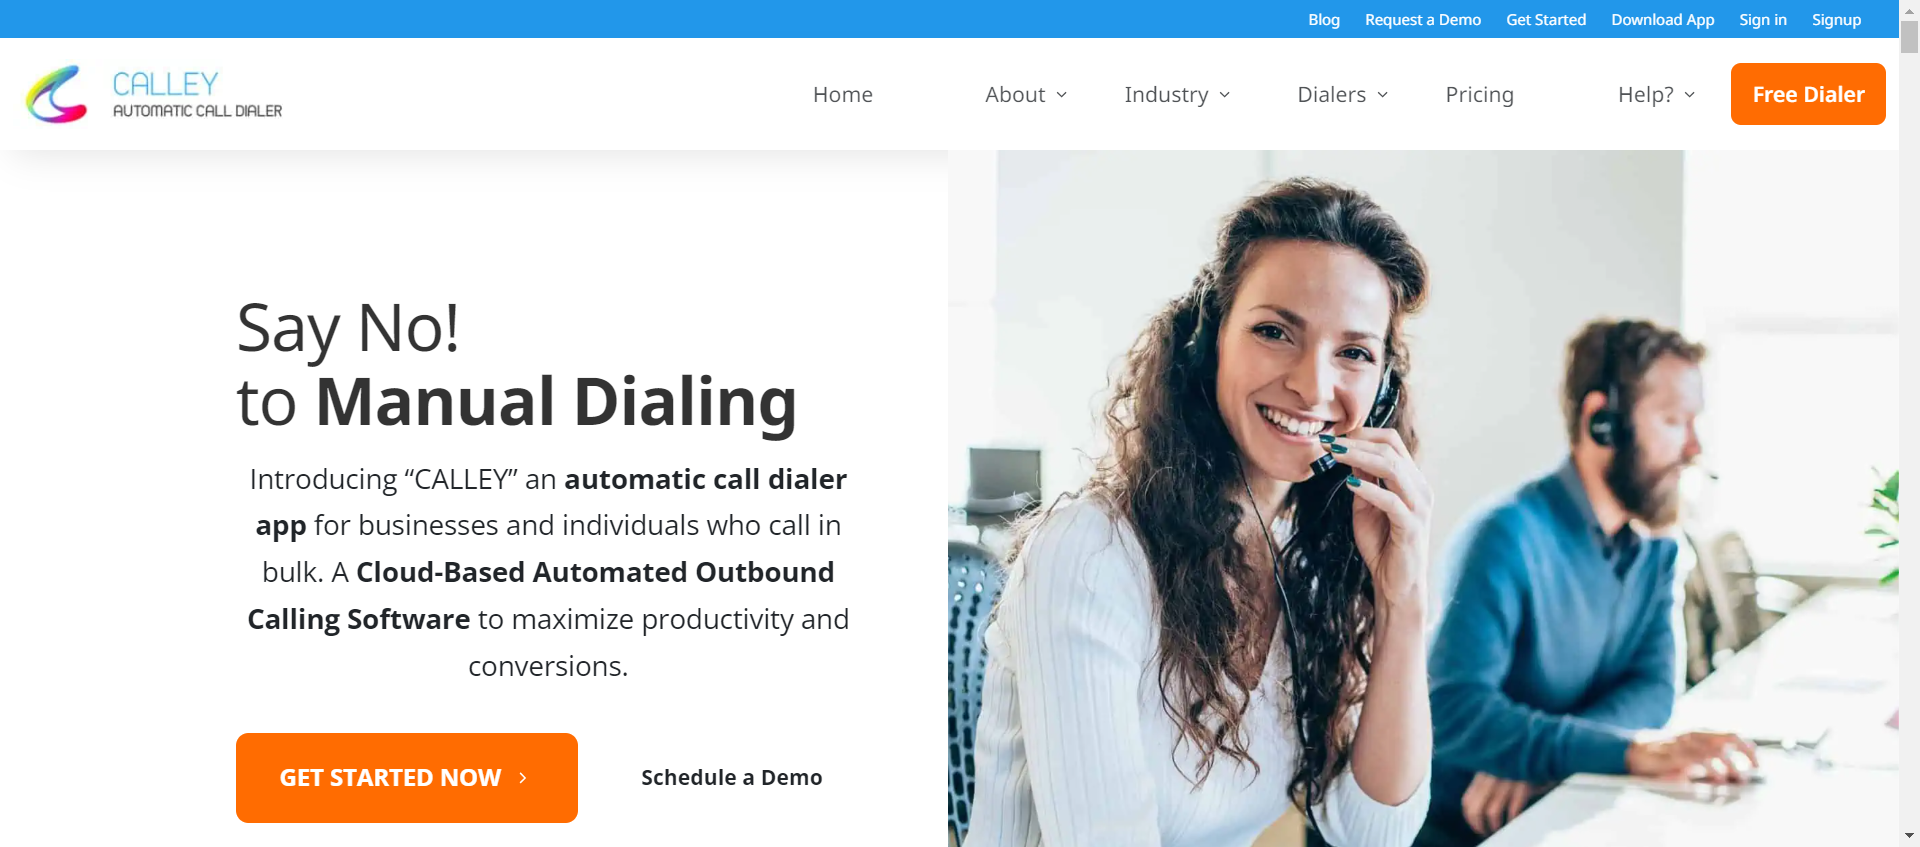 Blog Request a Demo Get Started Download App Sign in Signup
CALLEY
AUTOMATIC CALL DIALER
Home About Industry Dialers Pricing Help? Free Dialer
Say No!
to Manual Dialing
Introducing “CALLEY” an automatic call dialer
app for businesses and individuals who call in
bulk. A Cloud-Based Automated Outbound
Calling Software to maximize productivity and
conversions.
GET STARTED NOW Schedule a Demo